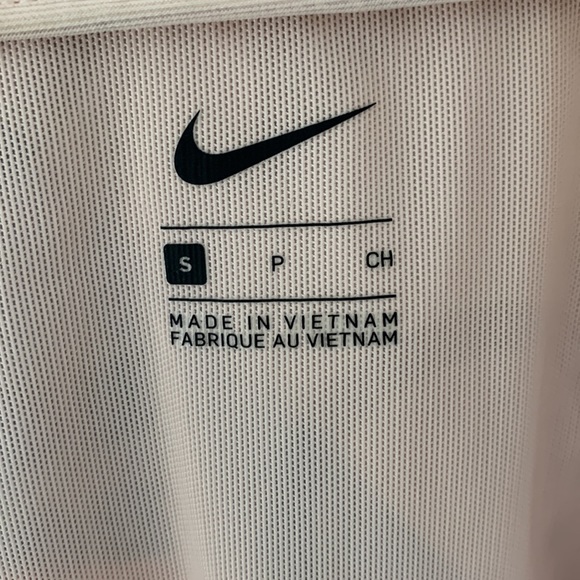 S P CH
MADE IN VIETNAM
FABRIQUE AU VIETNAM